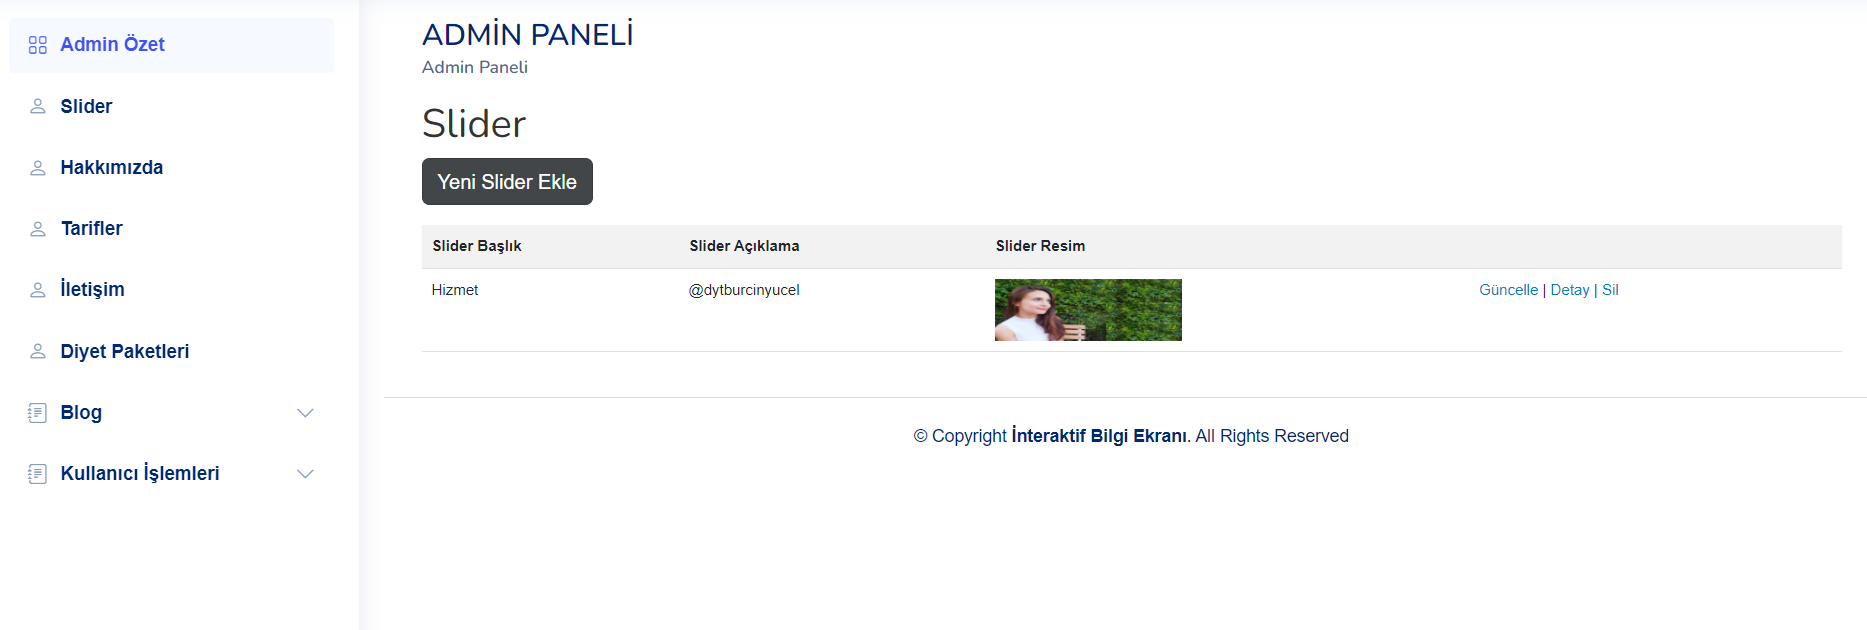 Admin Özet
Slider
Hakkımızda
Tarifler
İletişim
Diyet Paketleri
Blog
Kullanıcı İşlemleri
ADMİN PANELİ
Admin Paneli
Slider
Yeni Slider Ekle
Slider Başlık Slider Açıklama Slider Resim
Hizmet @dytburcinyucel Güncelle | Detay | Sil
© Copyright İnteraktif Bilgi Ekranı. All Rights Reserved